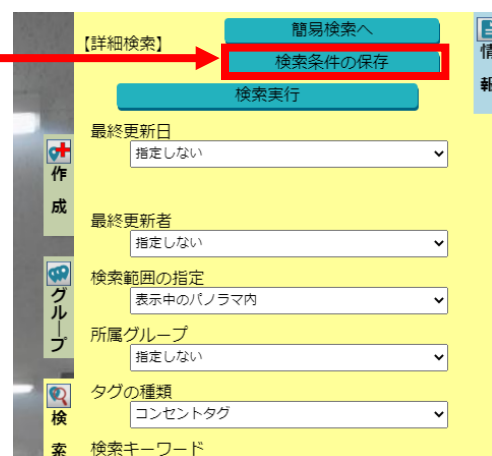 簡易検索へ
【詳細検索】
検索条件の保存
検索実行
最終更新日
指定しない
最終更新者
指定しない
検索範囲の指定
表示中のパノラマ内
所属グループ
指定しない
タグの種類
コンセントタグ
検索キーワード
作成
グループ
検索
情報